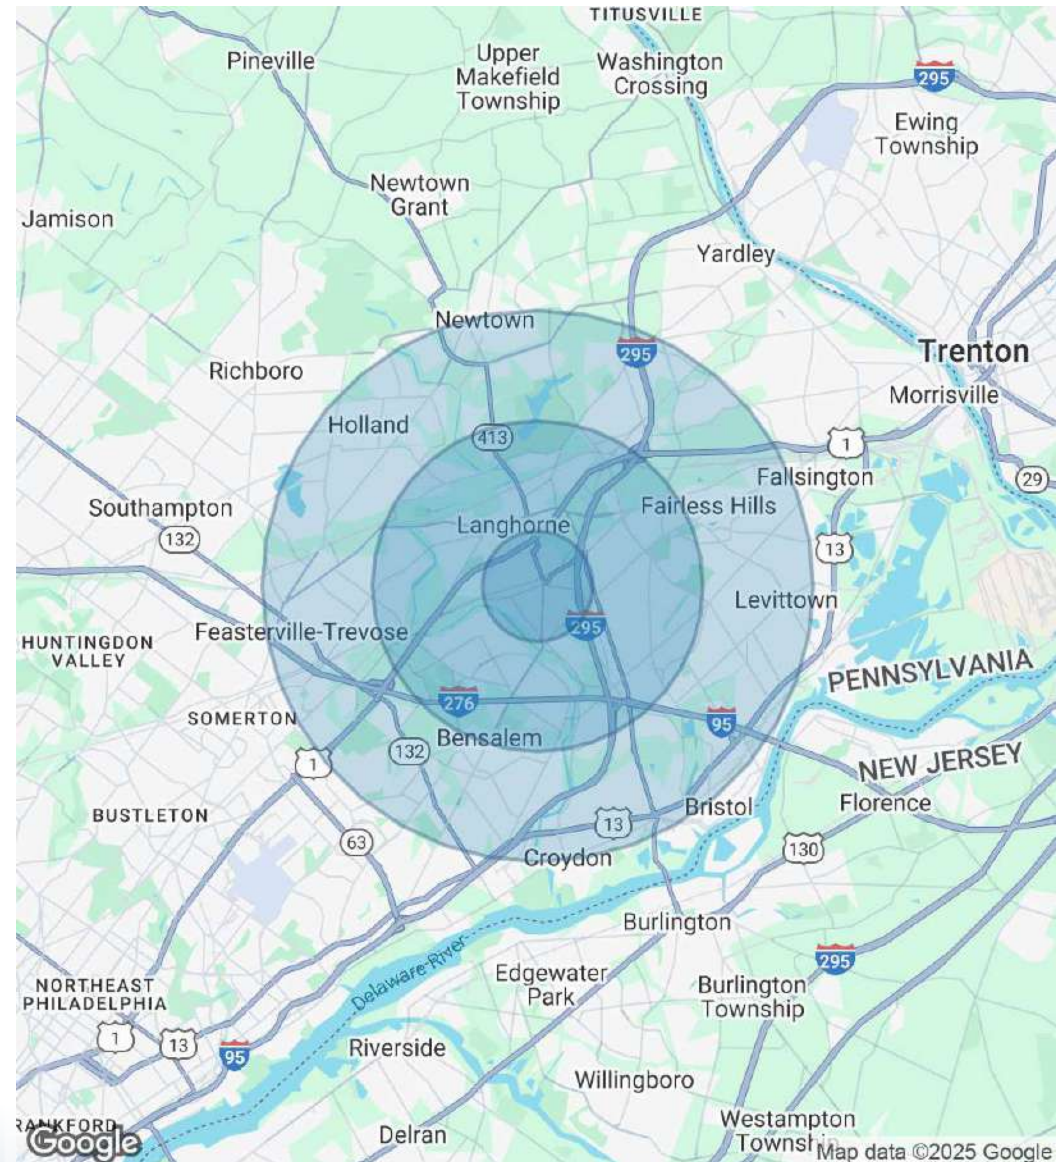 TITUSVILLE
Pineville
Upper
Makefield
Township
Washington
Crossing
295
Ewing
Township
Newtown
Grant
Jamison
Yardley
Newtown
295
Trenton
Richboro
Morrisville
Holland
413
1
Fallsington
29
Southampton
Langhorne
Fairless Hills
132
13
Levittown
Feasterville-Trevose
295
HUNTINGDON
VALLEY
PENNSYLVANIA
276
SOMERTON
95
132
Bensalem
1
NEW JERSEY
Bristol
Florence
BUSTLETON
13
63
130
Croydon
Burlington
295
Delaware River
Edgewater
Park
Burlington
Township
NORTHEAST
PHILADELPHIA
1
13
95
Riverside
Willingboro
Delran
Westampton
Township
Google
Map data ©2025 Google